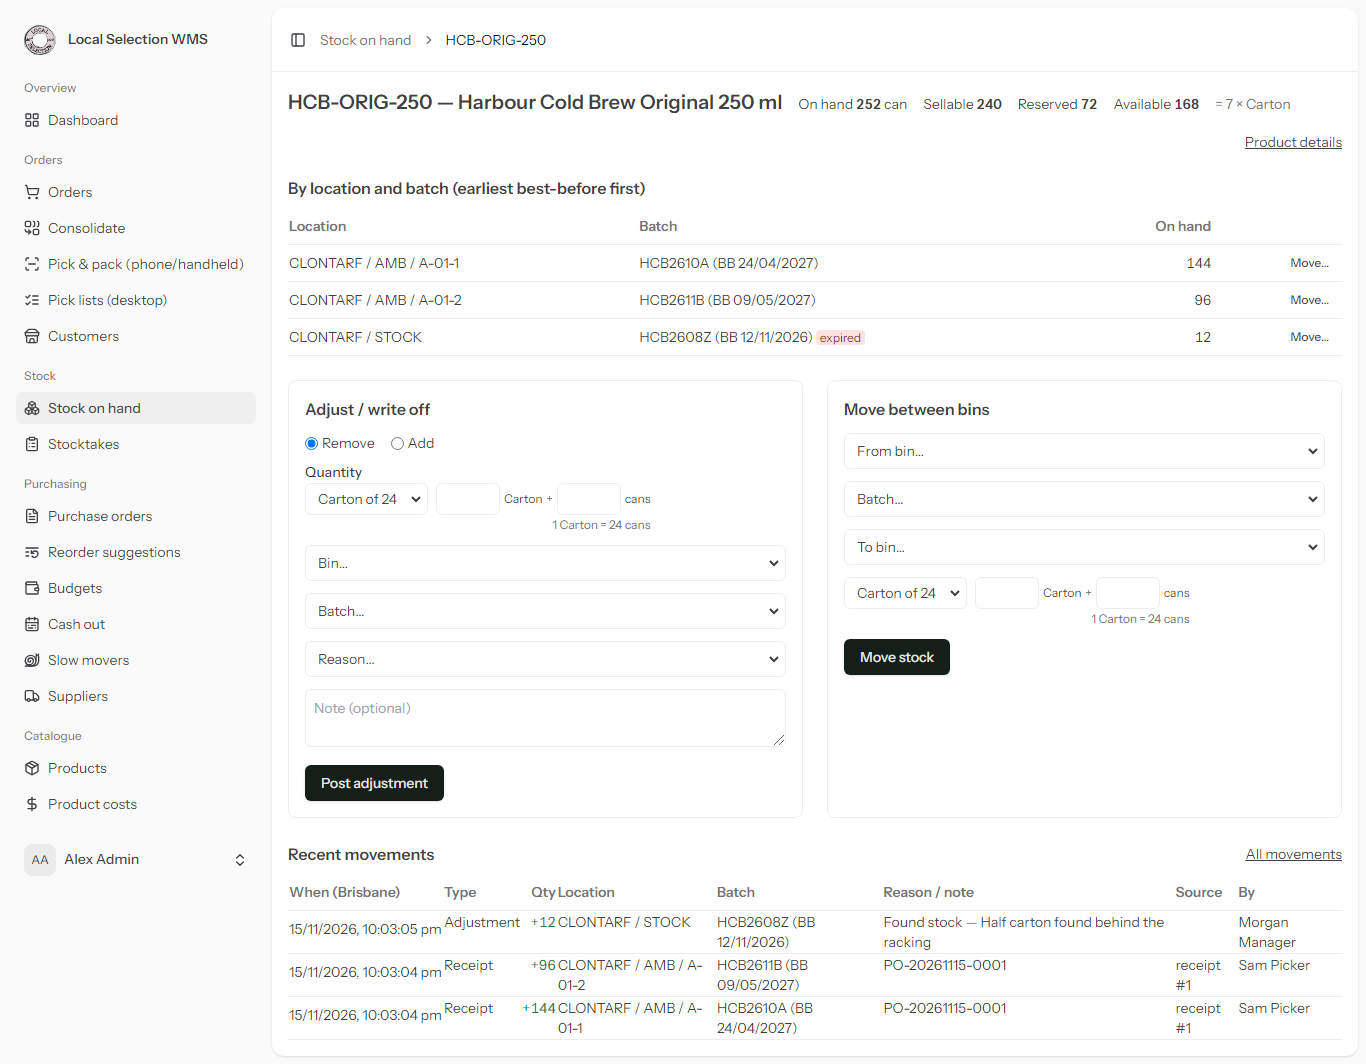 Local Selection WMS
Overview
Dashboard
Orders
Orders
Consolidate
Pick & pack (phone/handheld)
Pick lists (desktop)
Customers
Stock
Stock on hand
Stocktakes
Purchasing
Purchase orders
Reorder suggestions
Budgets
Cash out
Slow movers
Suppliers
Catalogue
Products
Product costs
AA Alex Admin
Stock on hand > HCB-ORIG-250
HCB-ORIG-250 — Harbour Cold Brew Original 250 ml On hand 252 can Sellable 240 Reserved 72 Available 168 = 7 × Carton
Product details
By location and batch (earliest best-before first)
Location Batch On hand
CLONTARF / AMB / A-01-1 HCB2610A (BB 24/04/2027) 144 Move...
CLONTARF / AMB / A-01-2 HCB2611B (BB 09/05/2027) 96 Move...
CLONTARF / STOCK HCB2608Z (BB 12/11/2026) expired 12 Move...
Adjust / write off
Remove Add
Quantity
Carton of 24 Carton + cans
1 Carton = 24 cans
Bin...
Batch...
Reason...
Note (optional)
Post adjustment
Move between bins
From bin...
Batch...
To bin...
Carton of 24 Carton + cans
1 Carton = 24 cans
Move stock
Recent movements All movements
When (Brisbane) Type Qty Location Batch Reason / note Source By
15/11/2026, 10:03:05 pm Adjustment +12 CLONTARF / STOCK HCB2608Z (BB Found stock — Half carton found behind the Morgan
12/11/2026) racking Manager
15/11/2026, 10:03:04 pm Receipt +96 CLONTARF / AMB / A- HCB2611B (BB PO-20261115-0001 receipt Sam Picker
01-2 09/05/2027) #1
15/11/2026, 10:03:04 pm Receipt +144 CLONTARF / AMB / A- HCB2610A (BB PO-20261115-0001 receipt Sam Picker
01-1 24/04/2027) #1